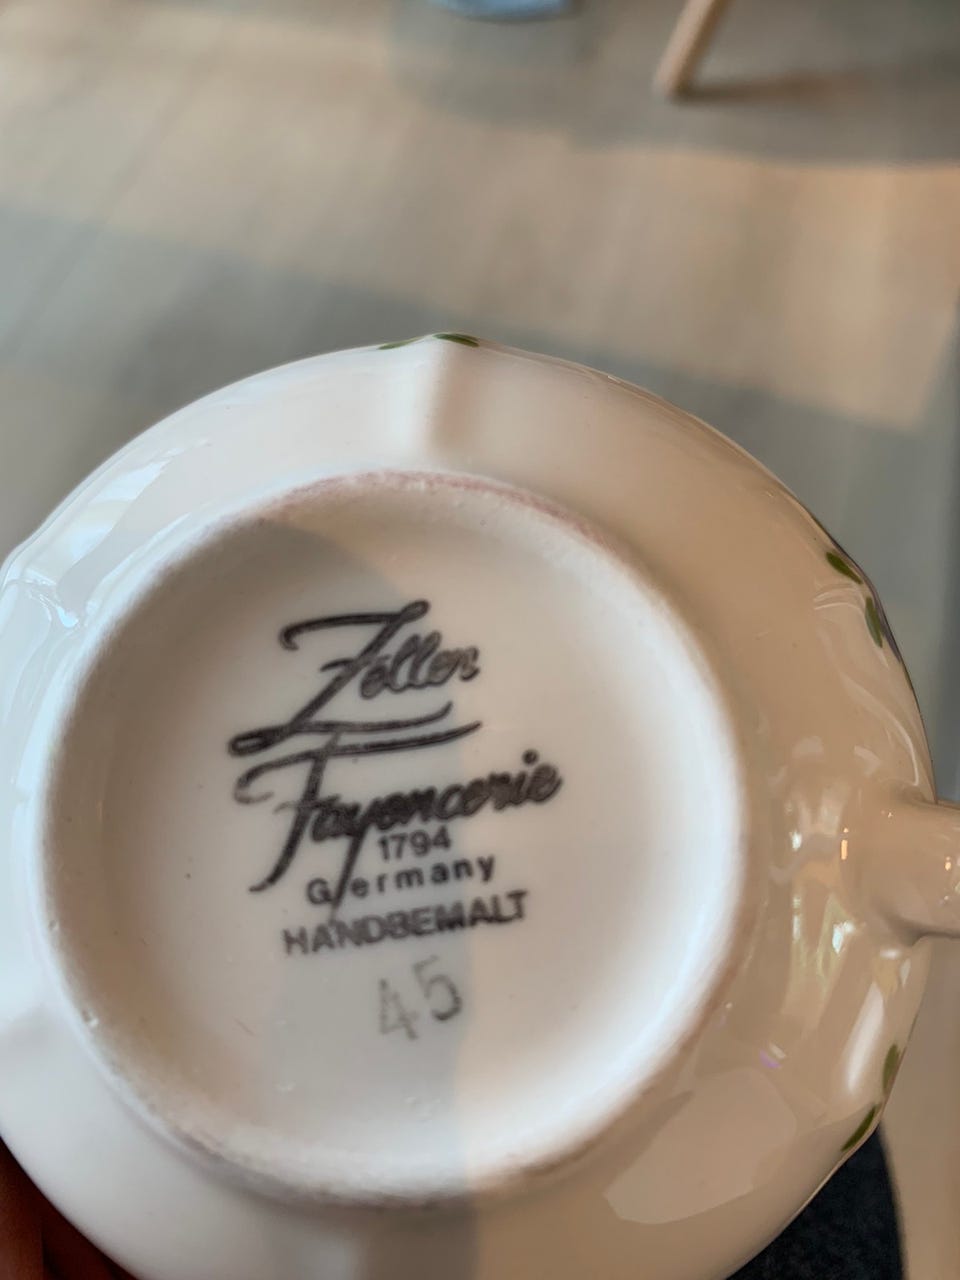 Zeller
Fayencerie
1794
Germany
HANDBEMALT
45